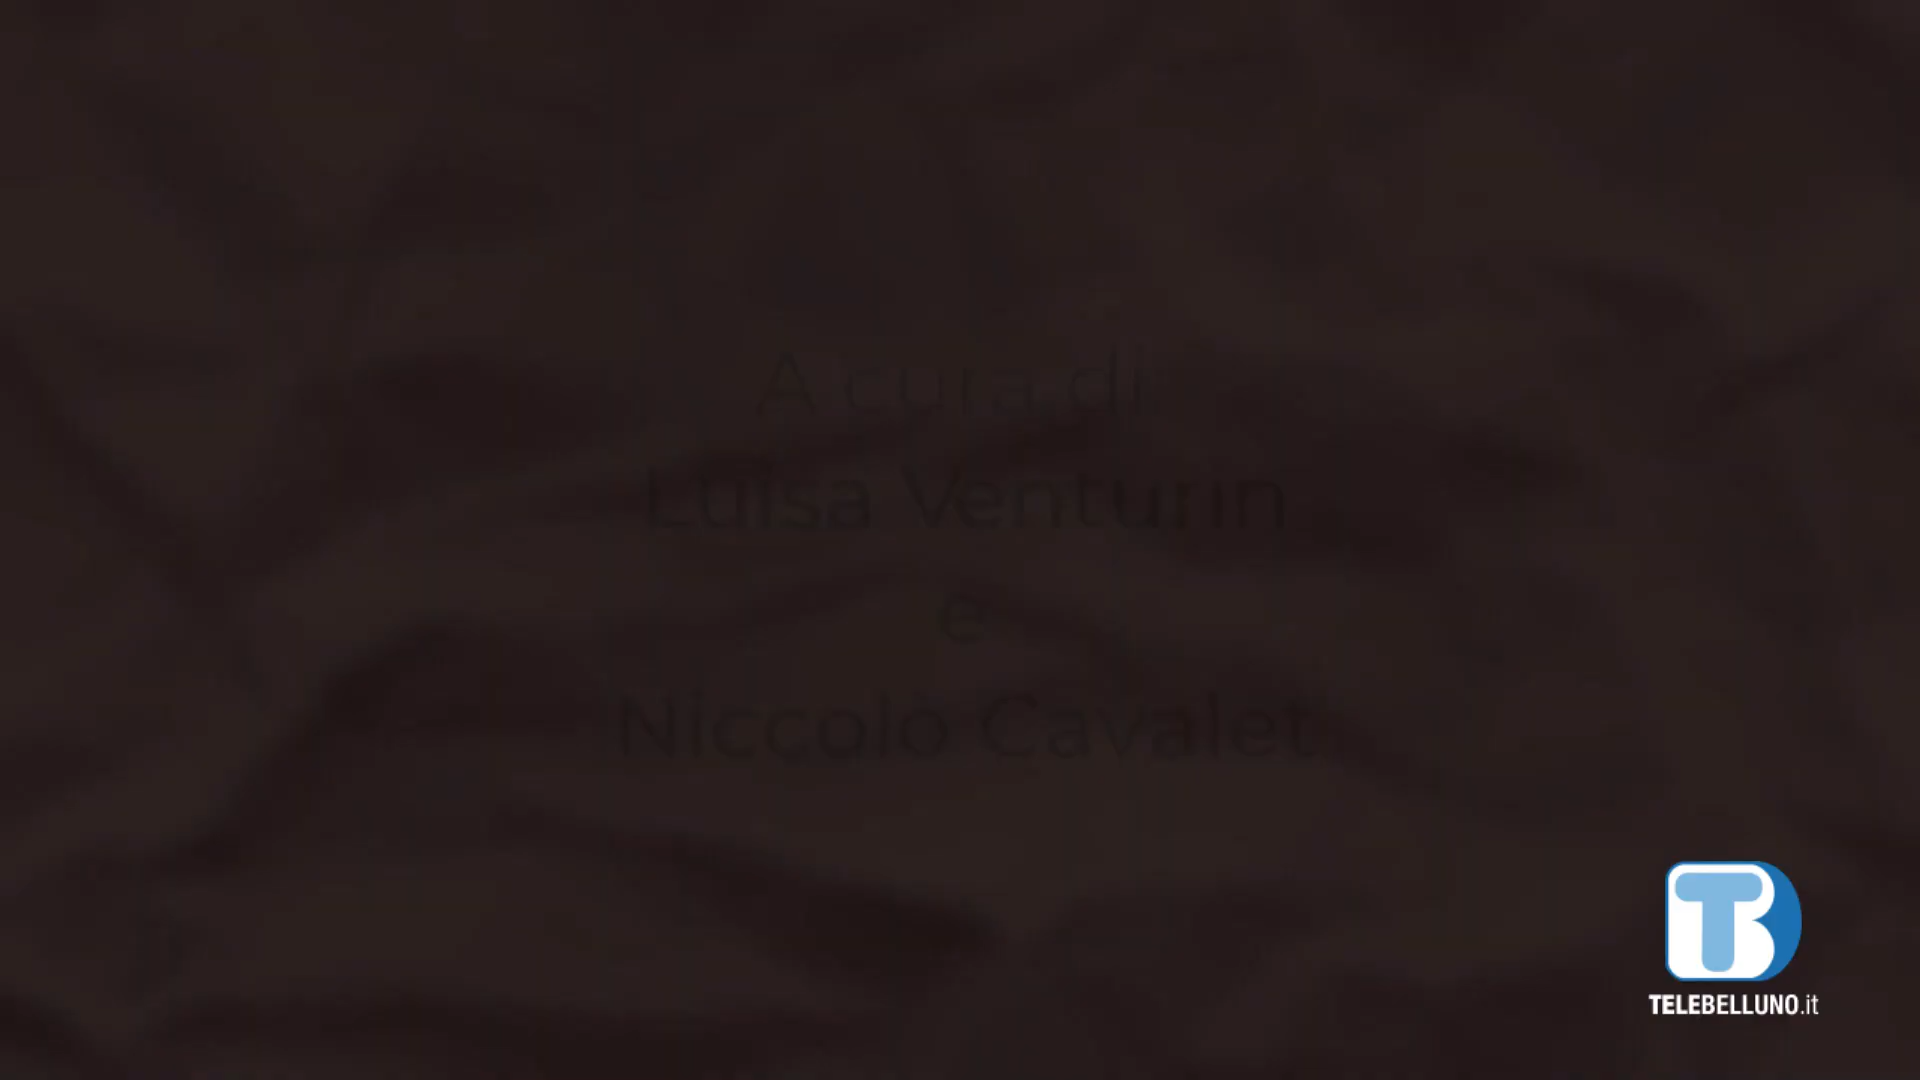 A cura di
Luisa Venturin
e
Niccolò Cavalet
TELEBELLUNO.it